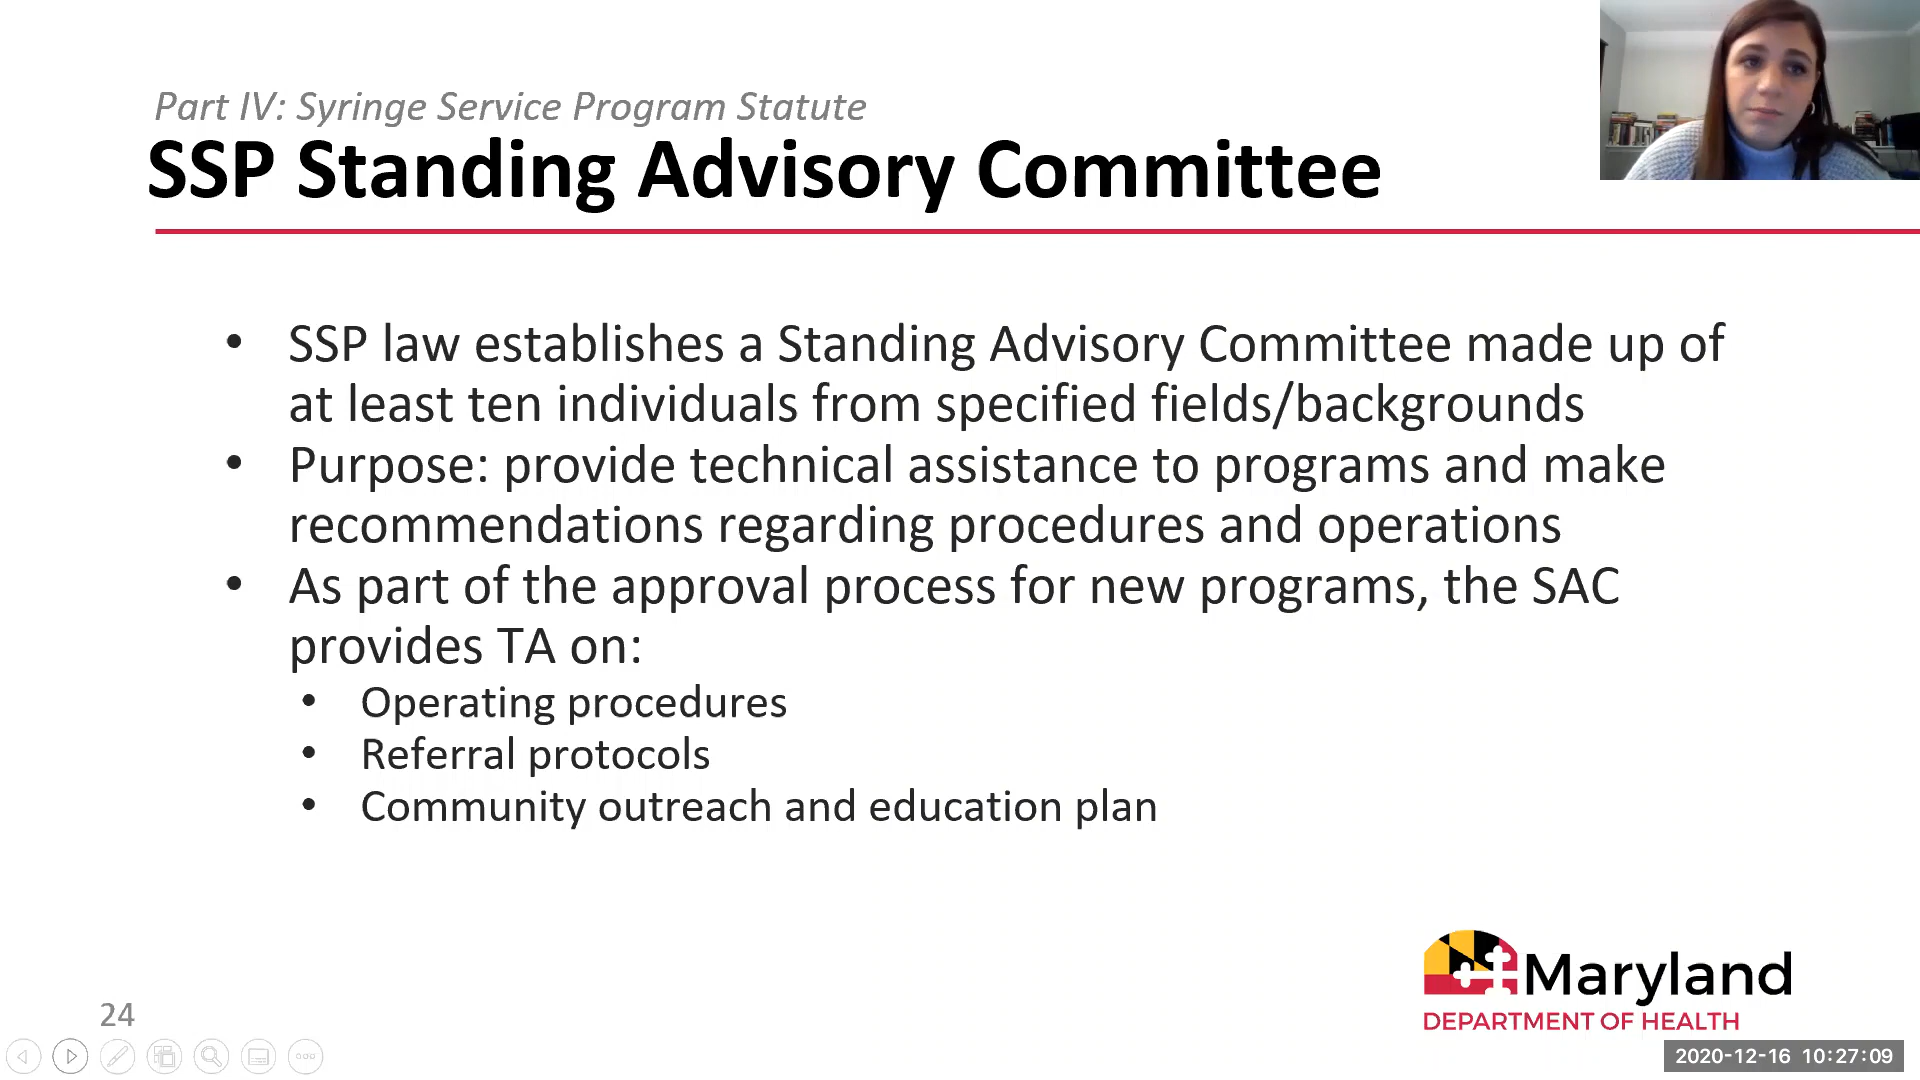 Part IV: Syringe Service Program Statute
SSP Standing Advisory Committee
• SSP law establishes a Standing Advisory Committee made up of
at least ten individuals from specified fields/backgrounds
• Purpose: provide technical assistance to programs and make
recommendations regarding procedures and operations
• As part of the approval process for new programs, the SAC
provides TA on:
• Operating procedures
• Referral protocols
• Community outreach and education plan
Maryland
DEPARTMENT OF HEALTH
24
2020-12-16 10:27:09